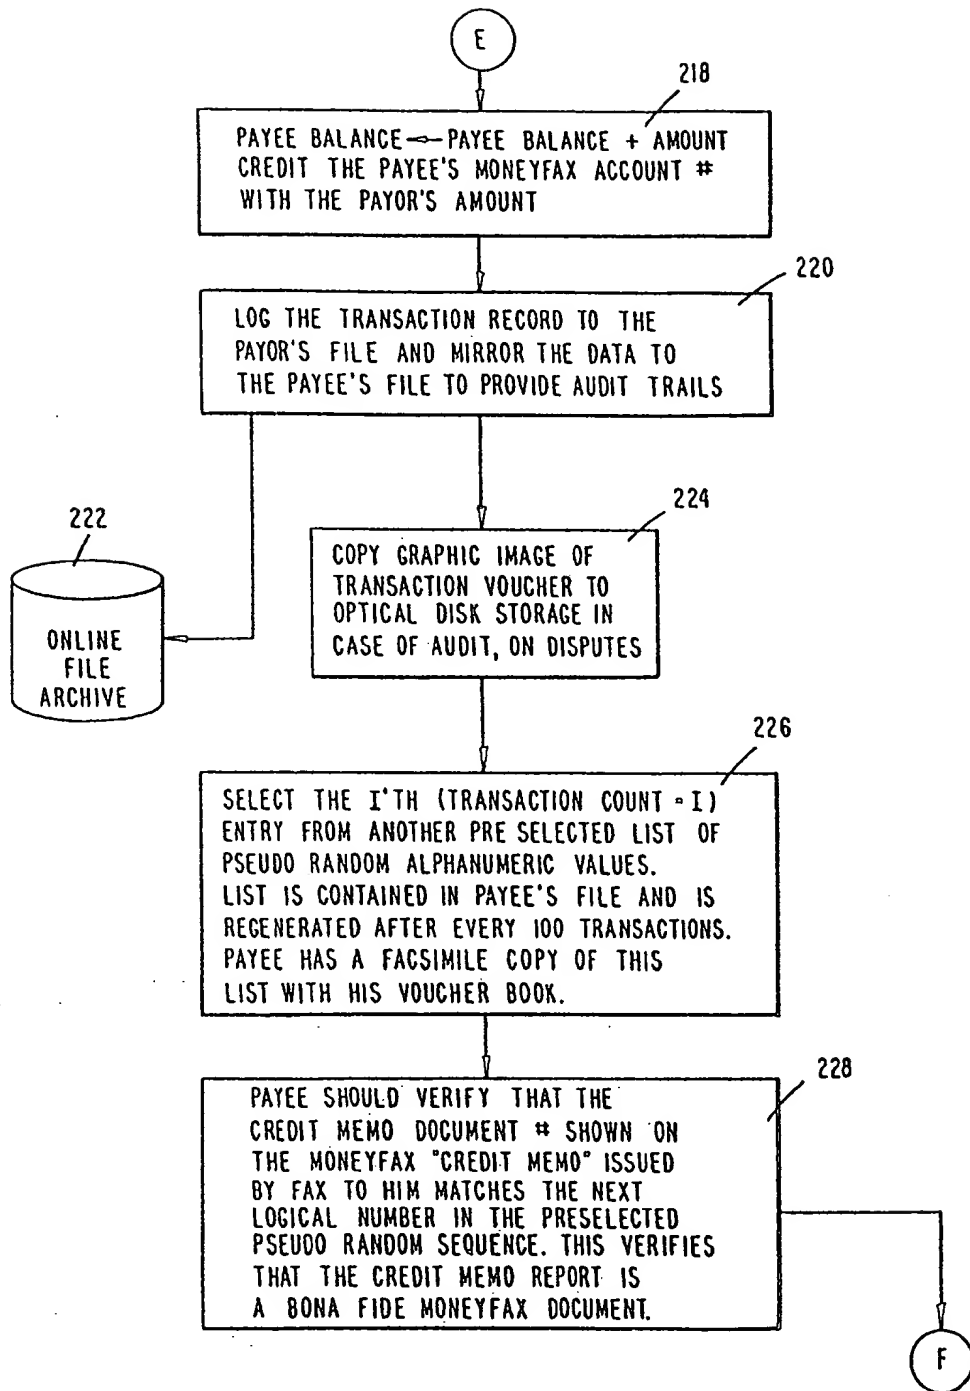 E
218
PAYEE BALANCE ← PAYEE BALANCE + AMOUNT
CREDIT THE PAYEE'S MONEYFAX ACCOUNT #
WITH THE PAYOR'S AMOUNT
220
LOG THE TRANSACTION RECORD TO THE
PAYOR'S FILE AND MIRROR THE DATA TO
THE PAYEE'S FILE TO PROVIDE AUDIT TRAILS
222
ONLINE
FILE
ARCHIVE
224
COPY GRAPHIC IMAGE OF
TRANSACTION VOUCHER TO
OPTICAL DISK STORAGE IN
CASE OF AUDIT, ON DISPUTES
226
SELECT THE I'TH (TRANSACTION COUNT = I)
ENTRY FROM ANOTHER PRE SELECTED LIST OF
PSEUDO RANDOM ALPHANUMERIC VALUES.
LIST IS CONTAINED IN PAYEE'S FILE AND IS
REGENERATED AFTER EVERY 100 TRANSACTIONS.
PAYEE HAS A FACSIMILE COPY OF THIS
LIST WITH HIS VOUCHER BOOK.
228
PAYEE SHOULD VERIFY THAT THE
CREDIT MEMO DOCUMENT # SHOWN ON
THE MONEYFAX "CREDIT MEMO" ISSUED
BY FAX TO HIM MATCHES THE NEXT
LOGICAL NUMBER IN THE PRESELECTED
PSEUDO RANDOM SEQUENCE. THIS VERIFIES
THAT THE CREDIT MEMO REPORT IS
A BONA FIDE MONEYFAX DOCUMENT.
F